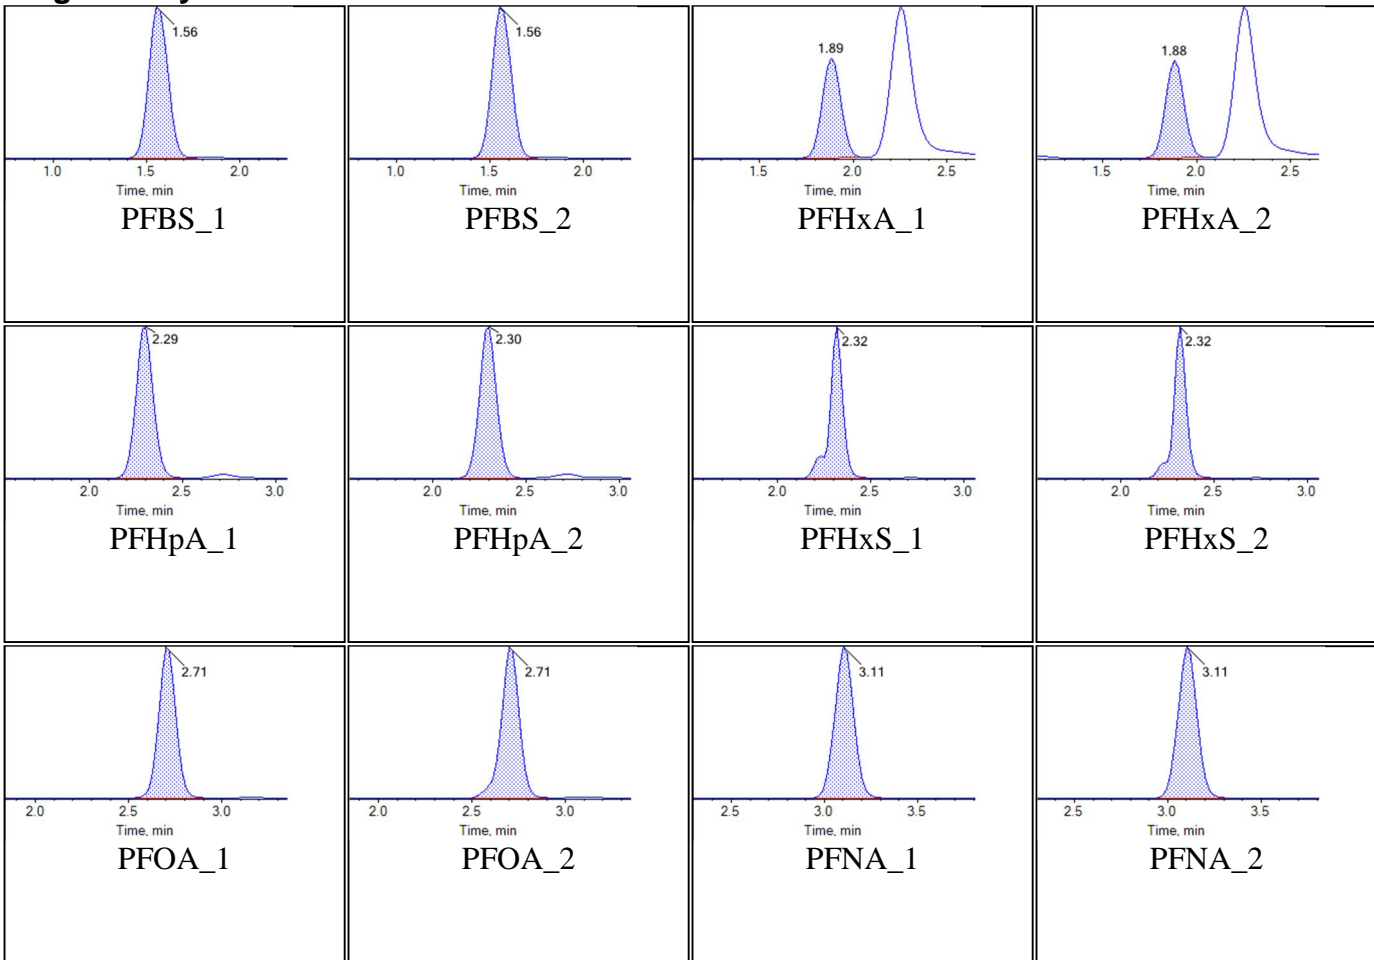 1.56
1.0 1.5 2.0
Time, min
PFBS_1
1.56
1.0 1.5 2.0
Time, min
PFBS_2
1.89
1.5 2.0 2.5
Time, min
PFHxA_1
1.88
1.5 2.0 2.5
Time, min
PFHxA_2
2.29
2.0 2.5 3.0
Time, min
PFHpA_1
2.30
2.0 2.5 3.0
Time, min
PFHpA_2
2.32
2.0 2.5 3.0
Time, min
PFHxS_1
2.32
2.0 2.5 3.0
Time, min
PFHxS_2
2.71
2.0 2.5 3.0
Time, min
PFOA_1
2.71
2.0 2.5 3.0
Time, min
PFOA_2
3.11
2.5 3.0 3.5
Time, min
PFNA_1
3.11
2.5 3.0 3.5
Time, min
PFNA_2